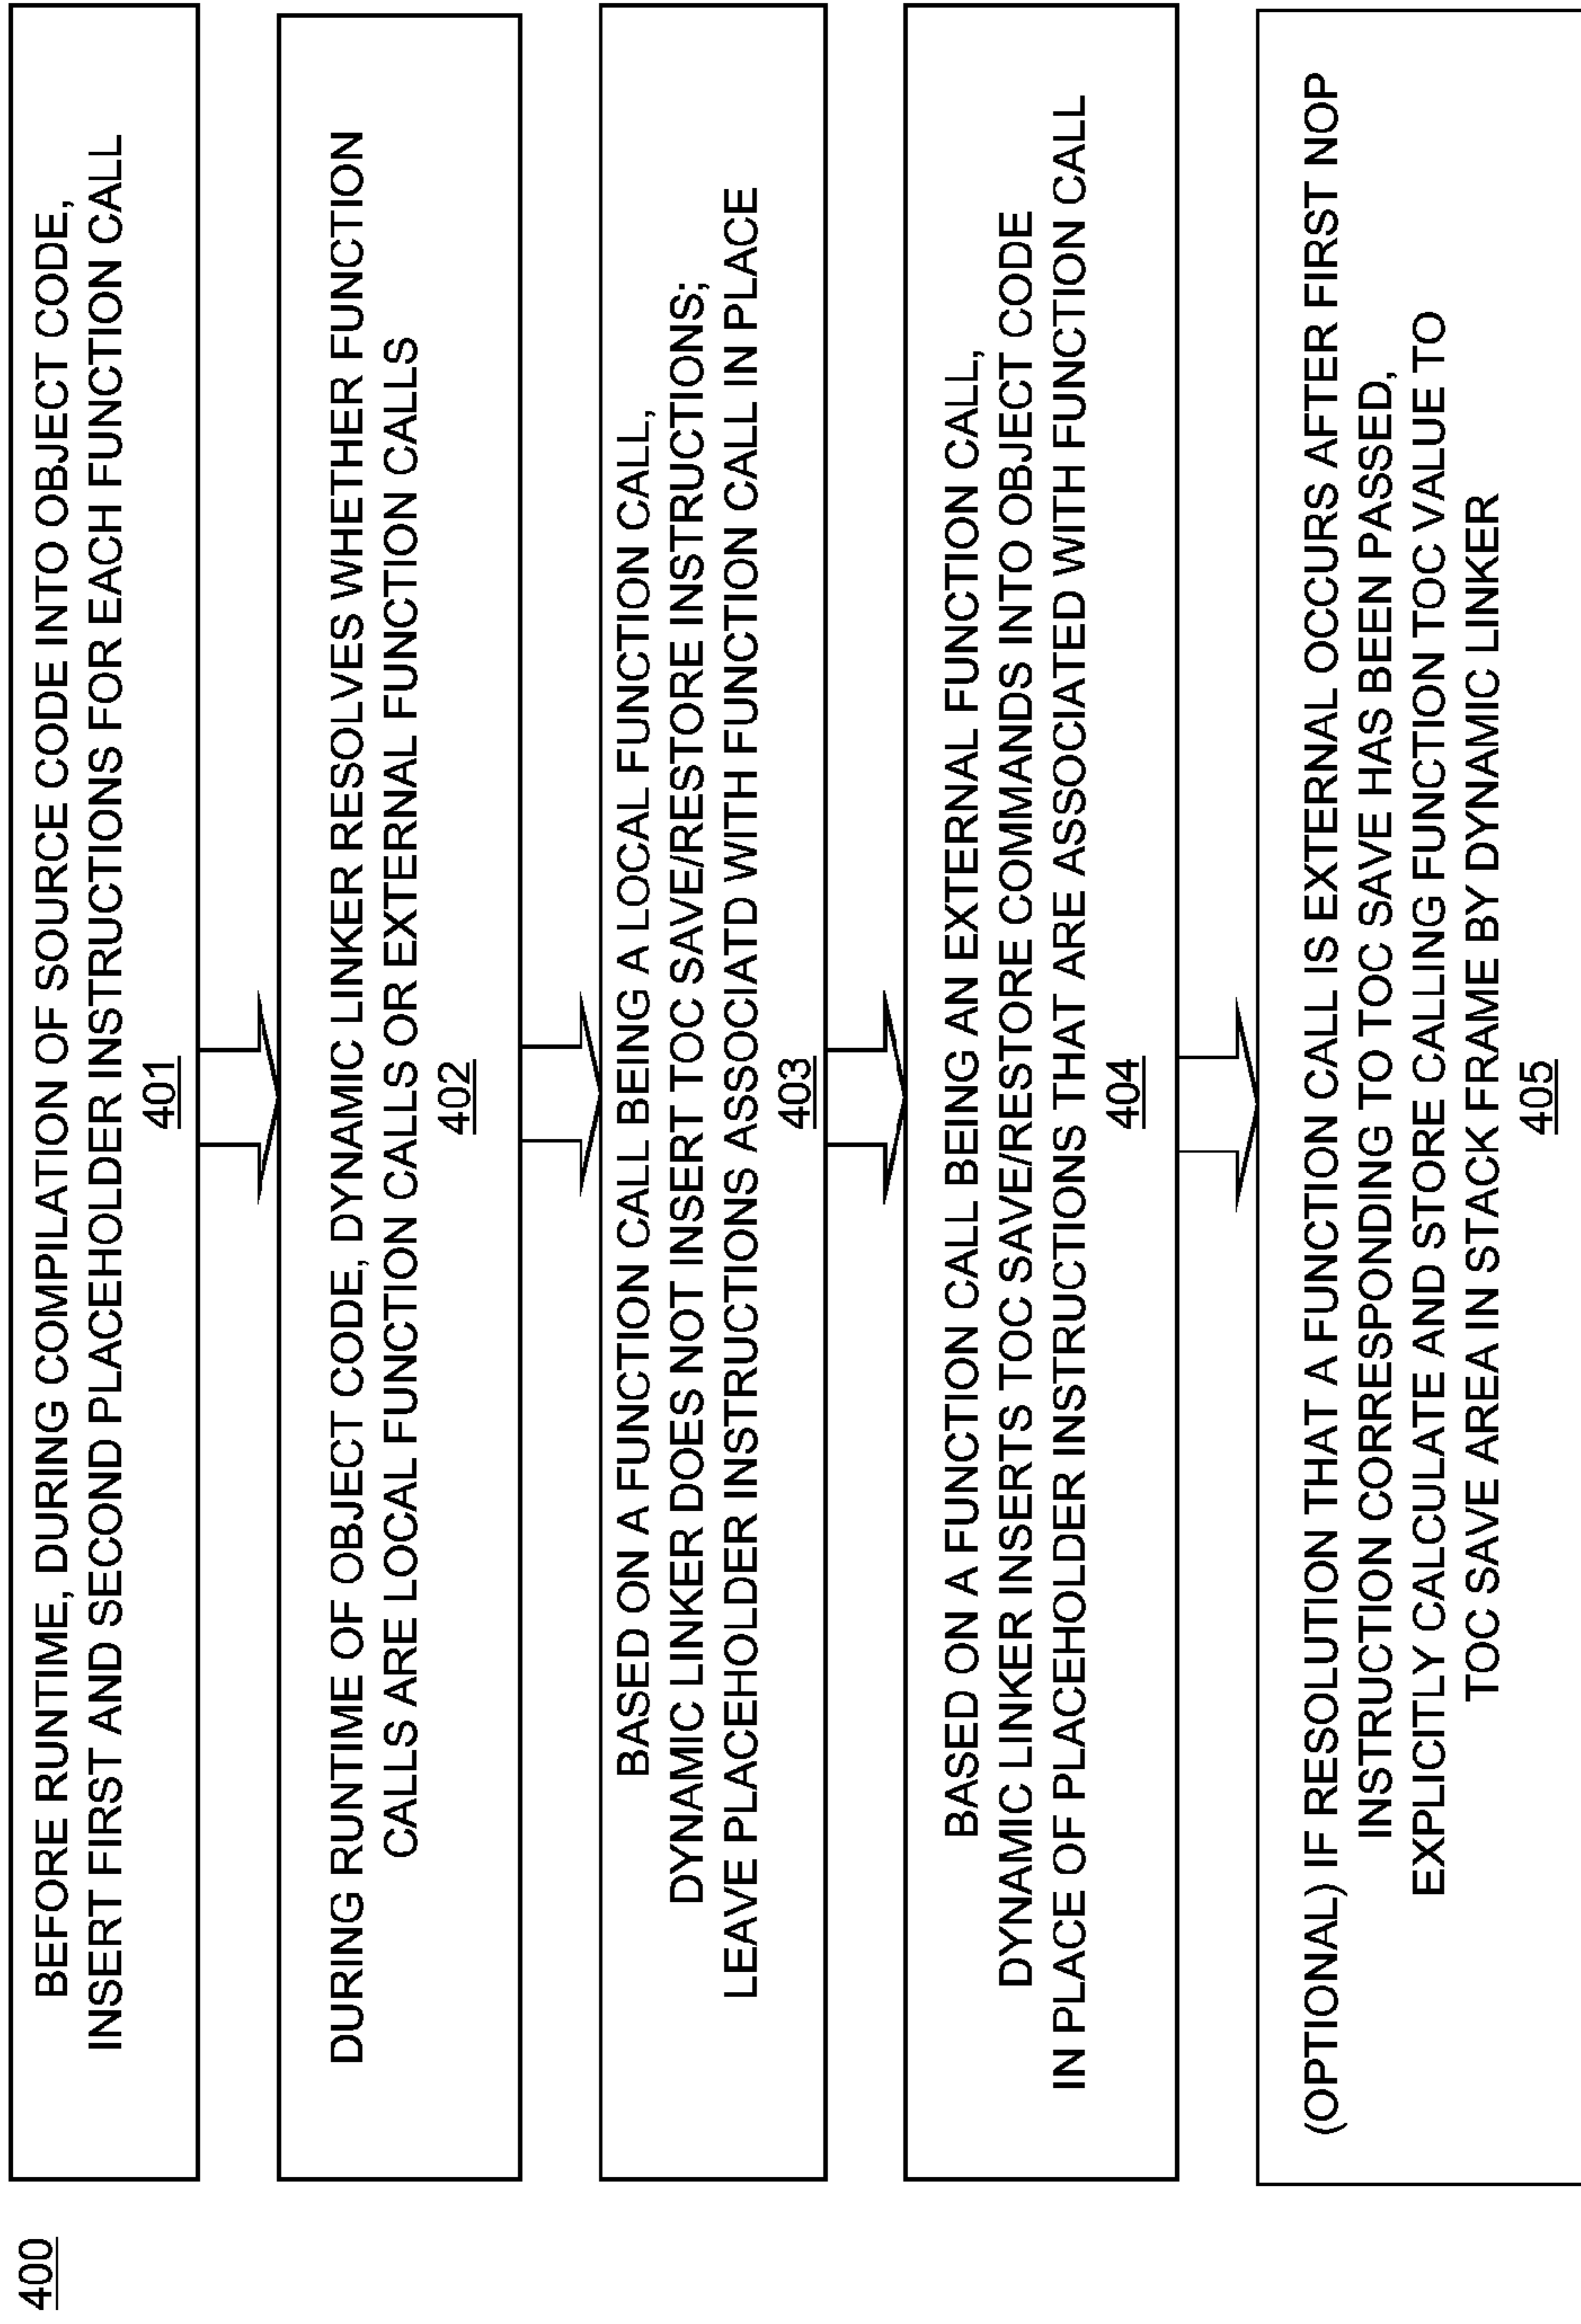 400
BEFORE RUNTIME, DURING COMPILATION OF SOURCE CODE INTO OBJECT CODE,
INSERT FIRST AND SECOND PLACEHOLDER INSTRUCTIONS FOR EACH FUNCTION CALL
401
DURING RUNTIME OF OBJECT CODE, DYNAMIC LINKER RESOLVES WHETHER FUNCTION
CALLS ARE LOCAL FUNCTION CALLS OR EXTERNAL FUNCTION CALLS
402
BASED ON A FUNCTION CALL BEING A LOCAL FUNCTION CALL,
DYNAMIC LINKER DOES NOT INSERT TOC SAVE/RESTORE INSTRUCTIONS;
LEAVE PLACEHOLDER INSTRUCTIONS ASSOCIATD WITH FUNCTION CALL IN PLACE
403
BASED ON A FUNCTION CALL BEING AN EXTERNAL FUNCTION CALL,
DYNAMIC LINKER INSERTS TOC SAVE/RESTORE COMMANDS INTO OBJECT CODE
IN PLACE OF PLACEHOLDER INSTRUCTIONS THAT ARE ASSOCIATED WITH FUNCTION CALL
404
(OPTIONAL) IF RESOLUTION THAT A FUNCTION CALL IS EXTERNAL OCCURS AFTER FIRST NOP
INSTRUCTION CORRESPONDING TO TOC SAVE HAS BEEN PASSED,
EXPLICITLY CALCULATE AND STORE CALLING FUNCTION TOC VALUE TO
TOC SAVE AREA IN STACK FRAME BY DYNAMIC LINKER
405